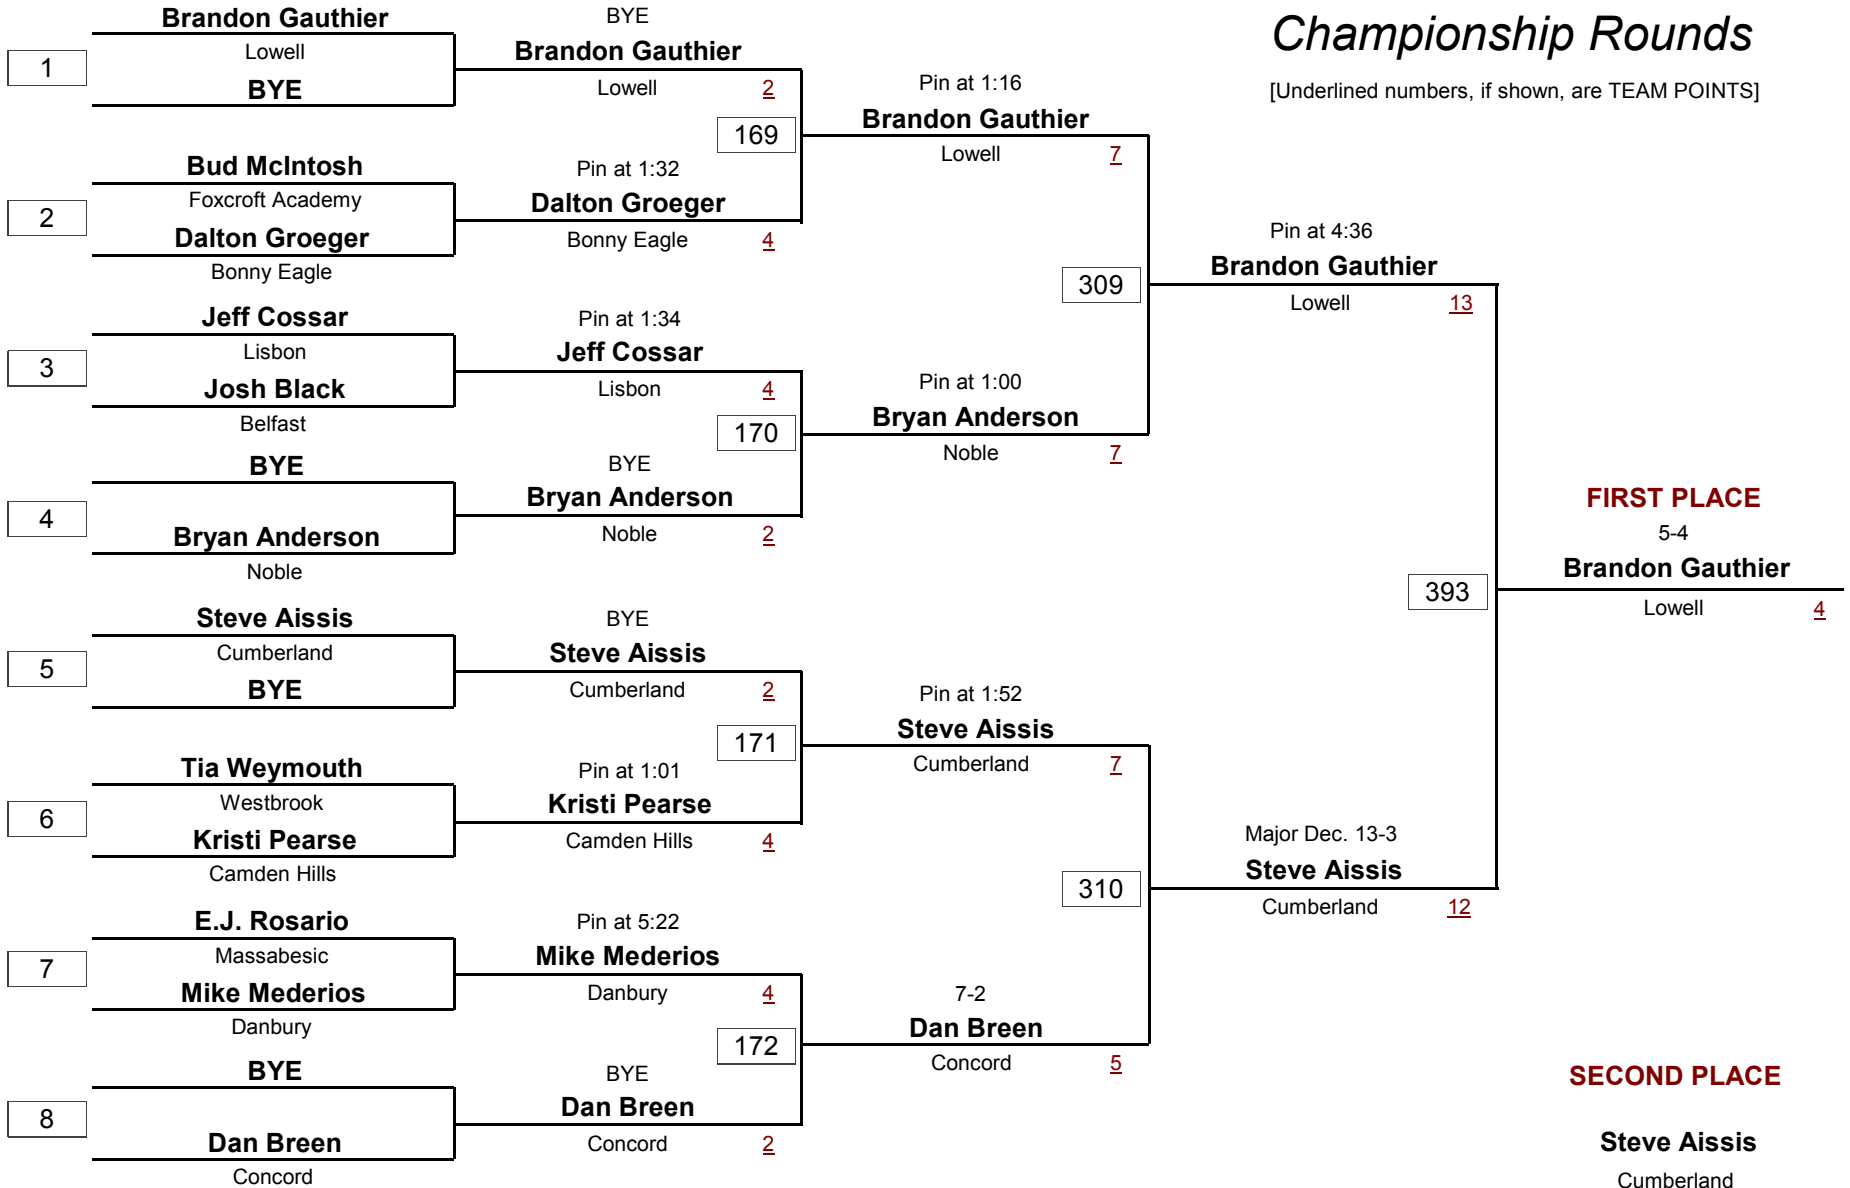 Championship Rounds
[Underlined numbers, if shown, are TEAM POINTS]
1
Brandon Gauthier
Lowell
BYE
2
Bud McIntosh
Foxcroft Academy
Dalton Groeger
Bonny Eagle
3
Jeff Cossar
Lisbon
Josh Black
Belfast
4
BYE
Bryan Anderson
Noble
5
Steve Aissis
Cumberland
BYE
6
Tia Weymouth
Westbrook
Kristi Pearse
Camden Hills
7
E.J. Rosario
Massabesic
Mike Mederios
Danbury
8
BYE
Dan Breen
Concord
BYE
Brandon Gauthier
Lowell 2
169
Pin at 1:32
Dalton Groeger
Bonny Eagle 4
Pin at 1:34
Jeff Cossar
Lisbon 4
170
BYE
Bryan Anderson
Noble 2
BYE
Steve Aissis
Cumberland 2
171
Pin at 1:01
Kristi Pearse
Camden Hills 4
Pin at 5:22
Mike Mederios
Danbury 4
172
BYE
Dan Breen
Concord 2
Pin at 1:16
Brandon Gauthier
Lowell 7
309
Pin at 1:00
Bryan Anderson
Noble 7
Pin at 1:52
Steve Aissis
Cumberland 7
310
7-2
Dan Breen
Concord 5
Pin at 4:36
Brandon Gauthier
Lowell 13
393
Major Dec. 13-3
Steve Aissis
Cumberland 12
FIRST PLACE
5-4
Brandon Gauthier
Lowell 4
SECOND PLACE
Steve Aissis
Cumberland